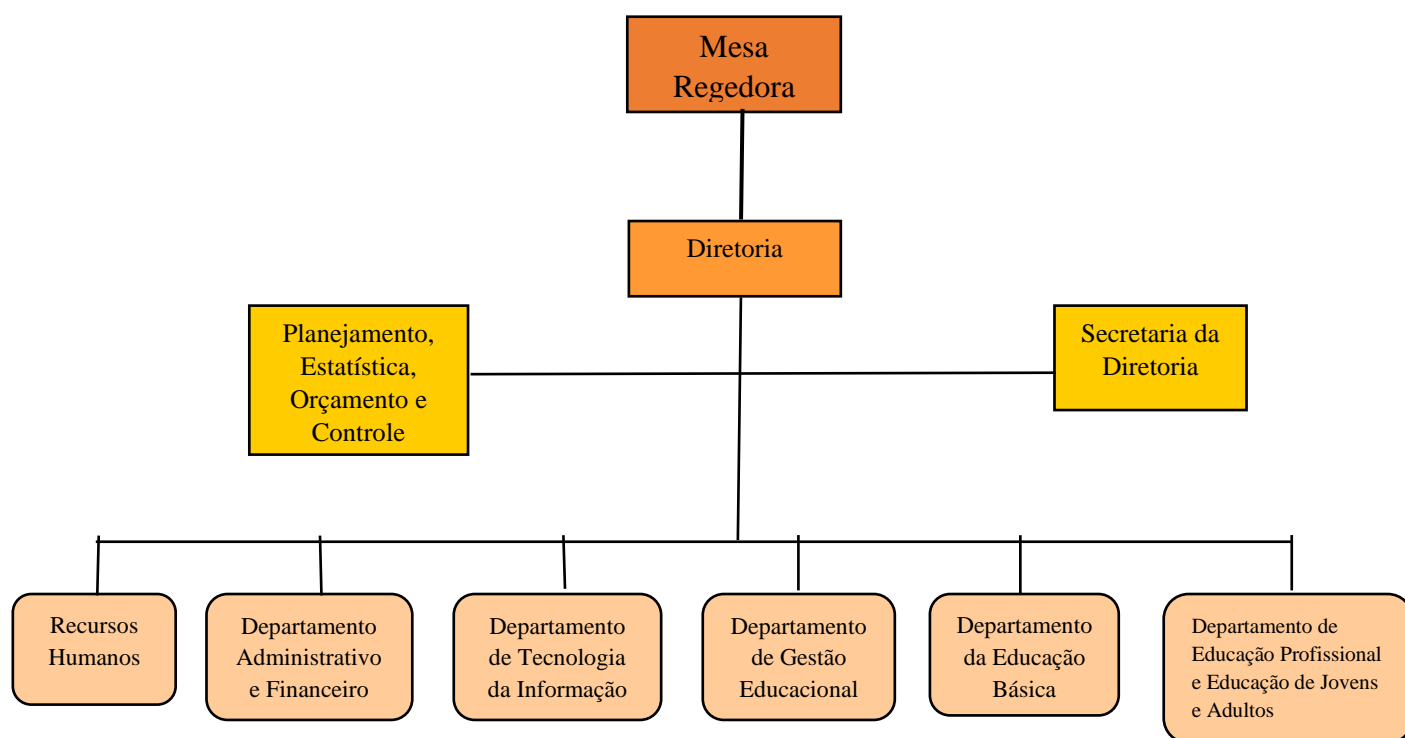 Mesa
Regedora
Diretoria
Planejamento,
Estatística,
Orçamento e
Controle
Secretaria da
Diretoria
Recursos
Humanos
Departamento
Administrativo
e Financeiro
Departamento
de Tecnologia
da Informação
Departamento
de Gestão
Educacional
Departamento
da Educação
Básica
Departamento de
Educação Profissional
e Educação de Jovens
e Adultos